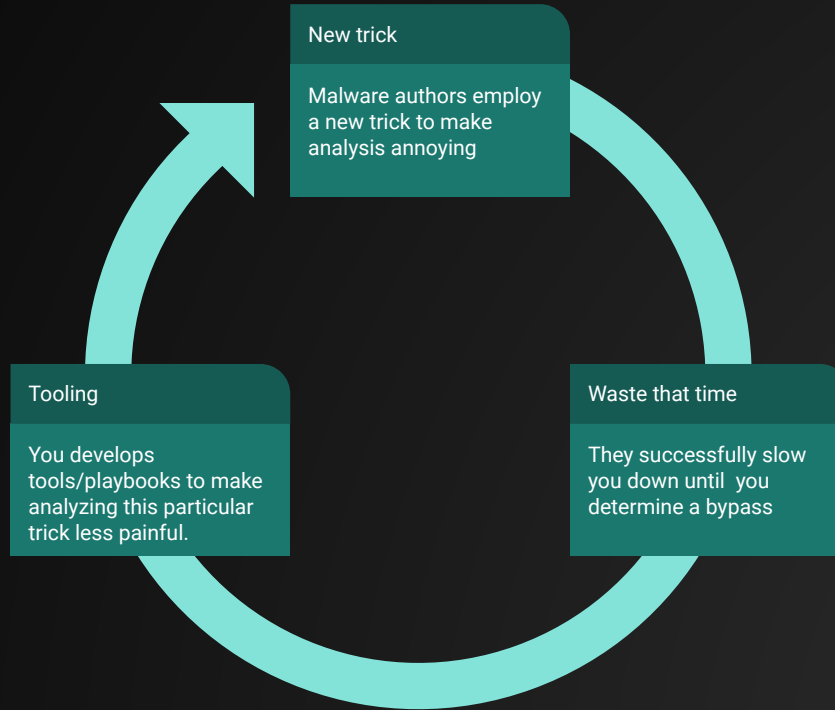 New trick
Malware authors employ
a new trick to make
analysis annoying
Waste that time
They successfully slow
you down until  you
determine a bypass
Tooling
You develops
tools/playbooks to make
analyzing this particular
trick less painful.